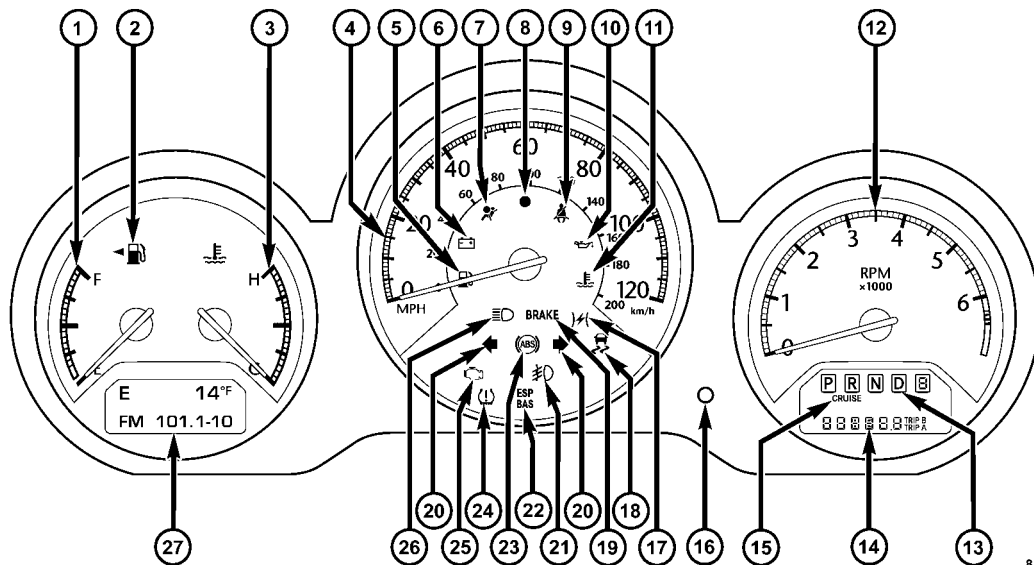 1 2 3 4 5 6 7 8 9 10 11 12
60
40 80
80
60 140
20 100
160
180
0 120
200
MPH km/h
F H
C
E 14°F
FM 101.1-10
BRAKE
ABS
ESP
BAS
3 4
2 5
1 6
0
RPM
×1000
P R N D 8
CRUISE
888888 TRIP B
TRIP A
20 24 22 20 18 16
27 26 25 23 21 19 17 15 14 13